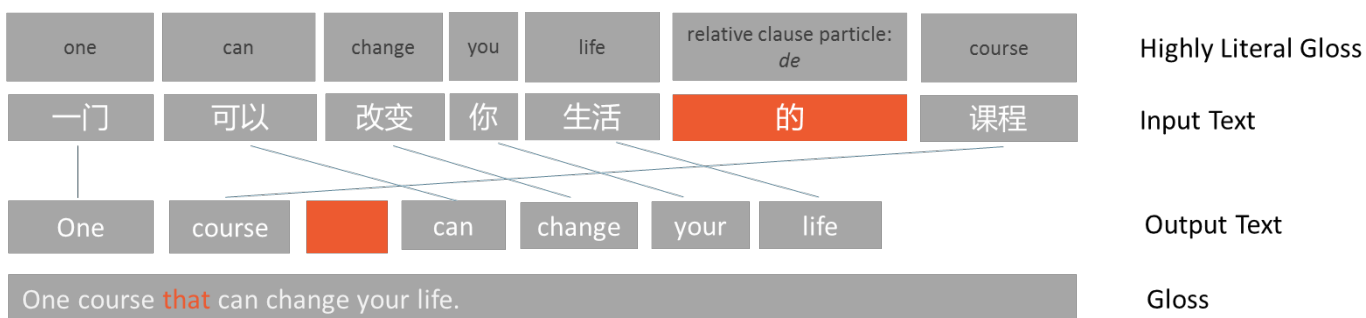 one can change you life relative clause particle: de course Highly Literal Gloss
一门 可以 改变 你 生活 的 课程 Input Text
One course can change your life Output Text
One course that can change your life. Gloss